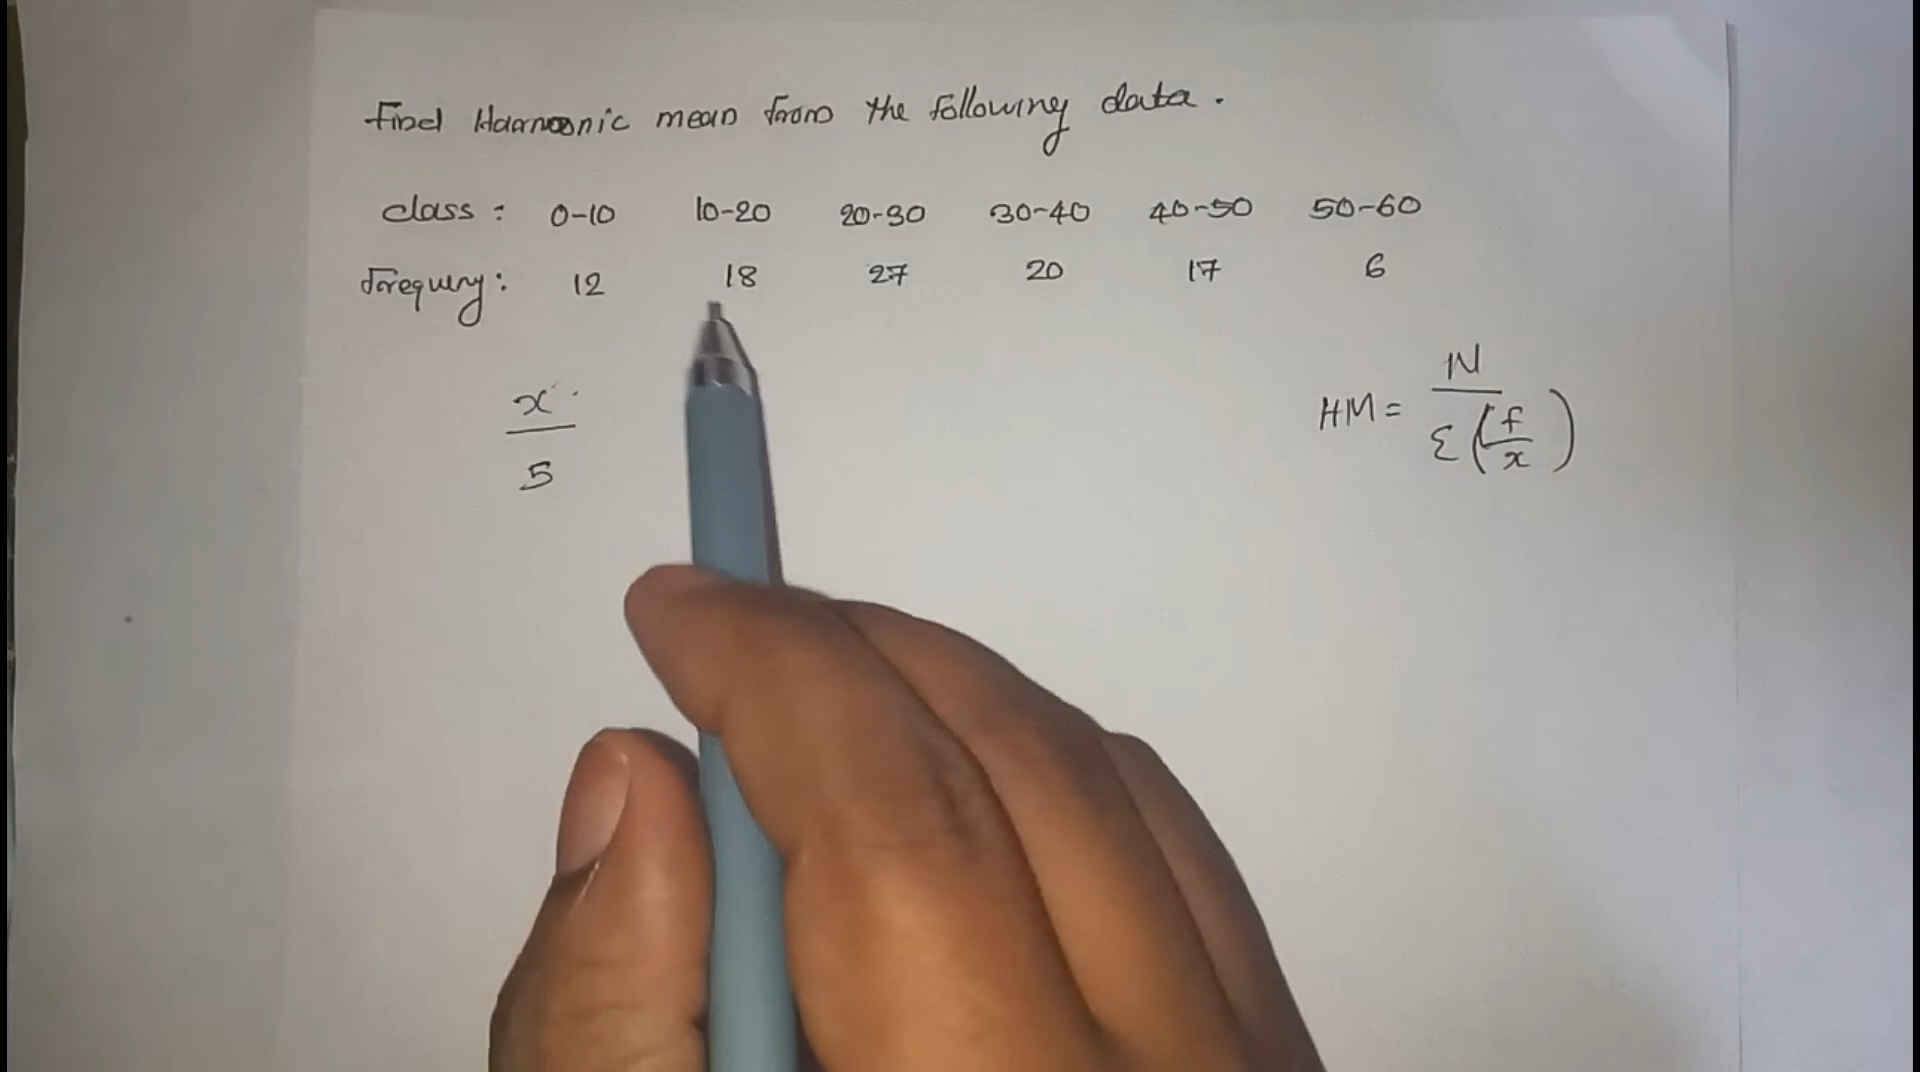 Find Harmonic mean from the following data.
class : 0-10 10-20 20-30 30-40 40-50 50-60
frequency : 12 18 27 20 17 6
x
5
HM = N / Σ(f/x)